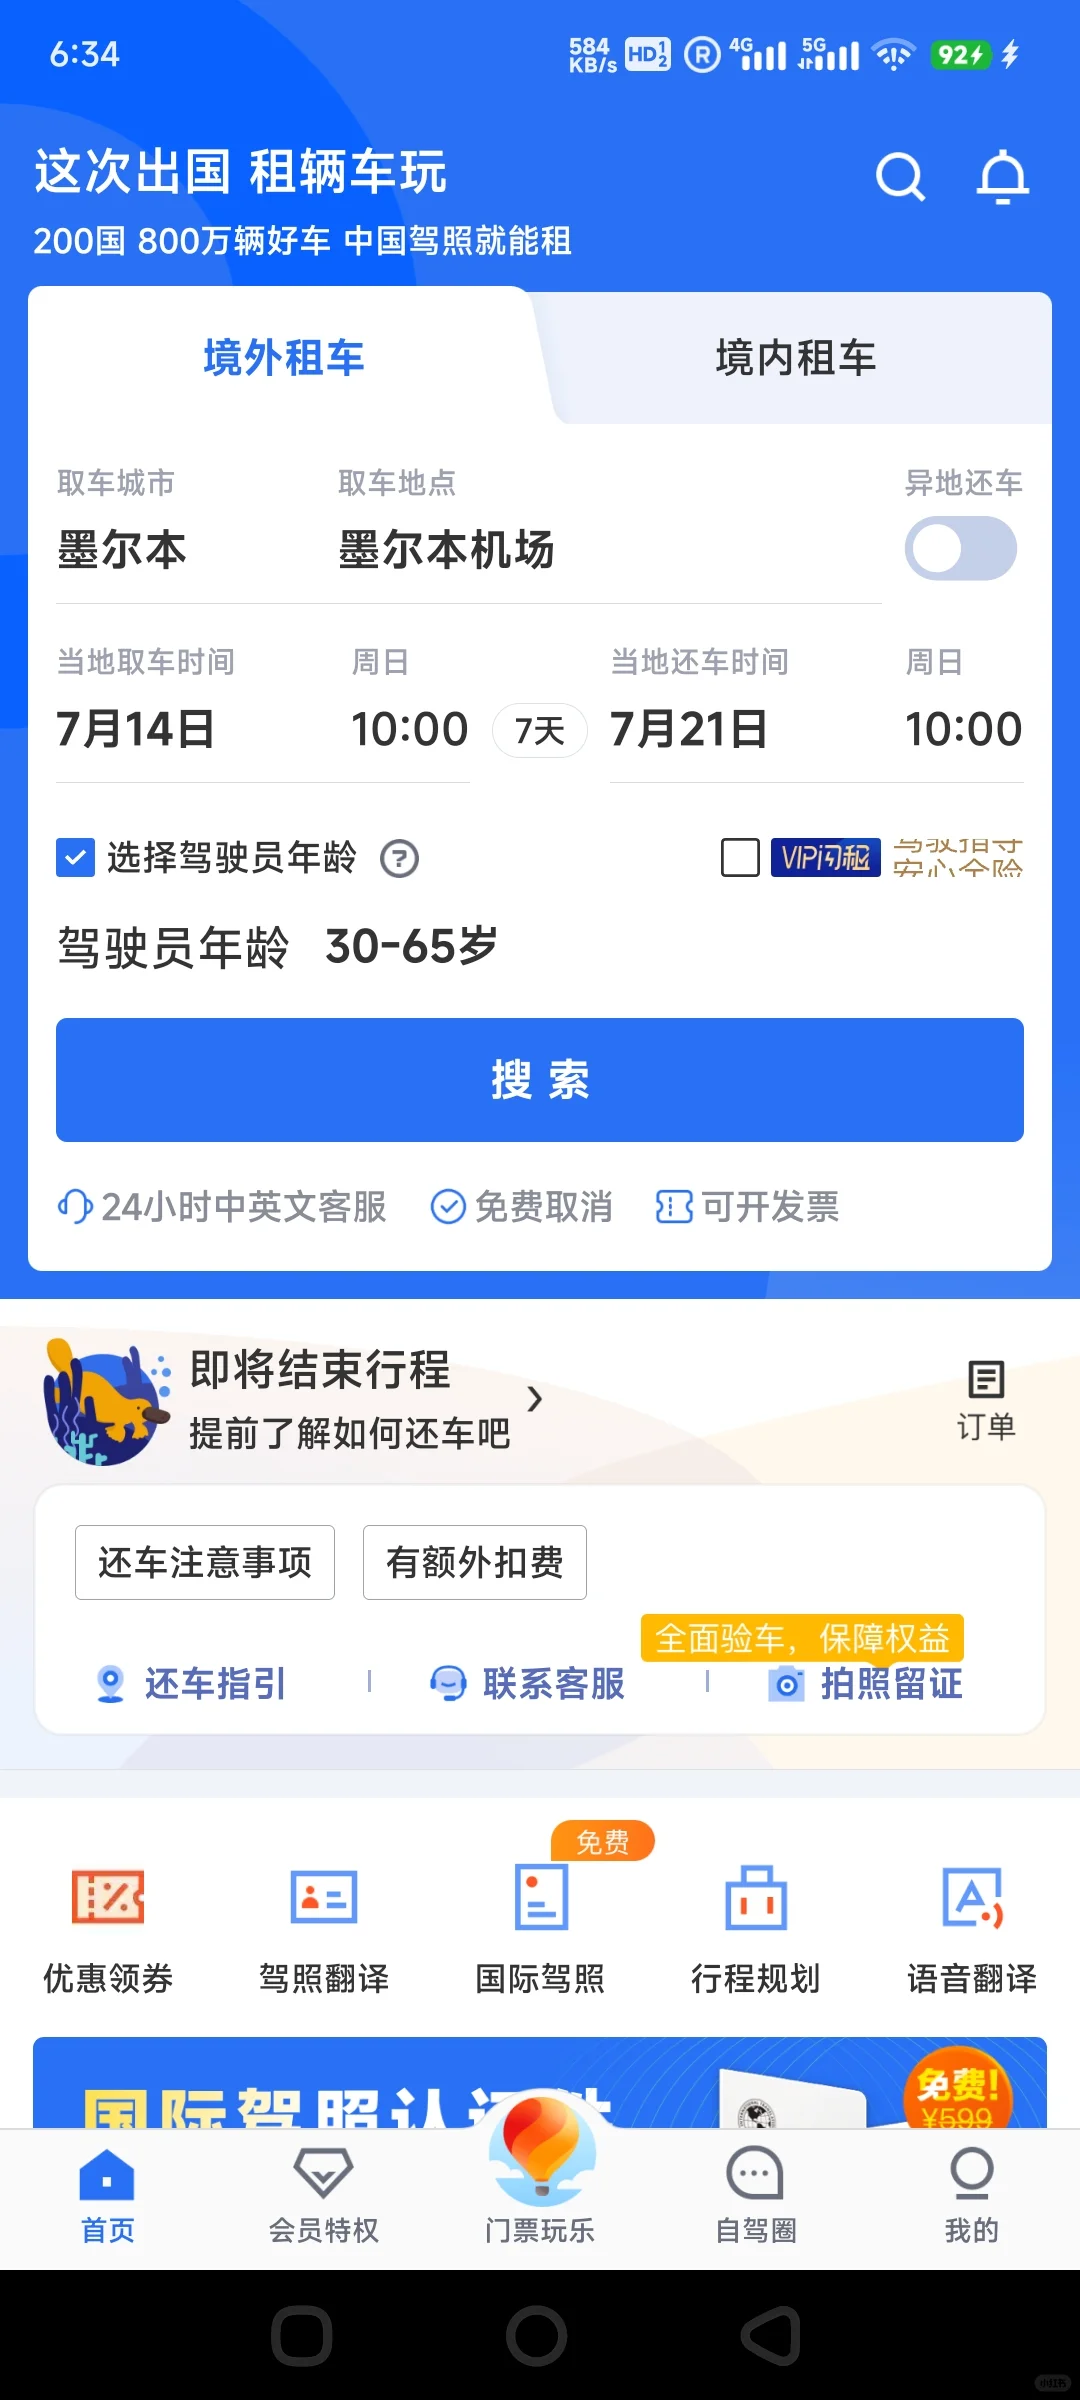 6:34
584 KB/s HD 1 2 R 4G 5G 92
这次出国 租辆车玩
200国 800万辆好车 中国驾照就能租
境外租车 境内租车
取车城市 取车地点 异地还车
墨尔本 墨尔本机场
当地取车时间 周日 当地还车时间 周日
7月14日 10:00 7天 7月21日 10:00
选择驾驶员年龄 ? VIP闪租
驾驶员年龄 30-65岁
搜 索
24小时中英文客服 免费取消 可开发票
即将结束行程
提前了解如何还车吧
订单
还车注意事项 有额外扣费
全面验车，保障权益
还车指引 联系客服 拍照留证
免费
优惠领券 驾照翻译 国际驾照 行程规划 语音翻译
国际驾照认
免费!
¥599
首页 会员特权 门票玩乐 自驾圈 我的